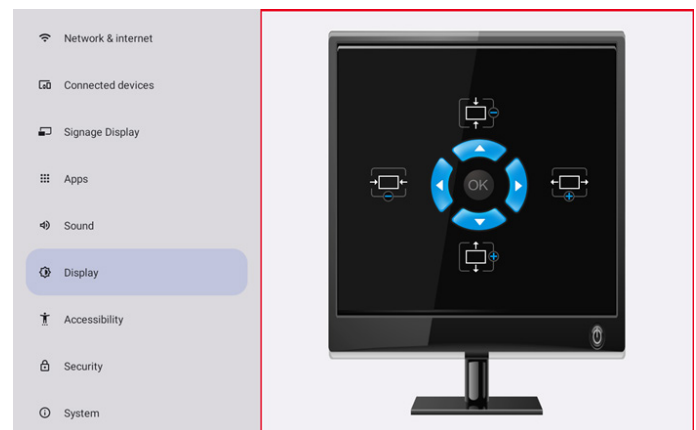 Network & internet
Connected devices
Signage Display
Apps
Sound
Display
Accessibility
Security
System
OK